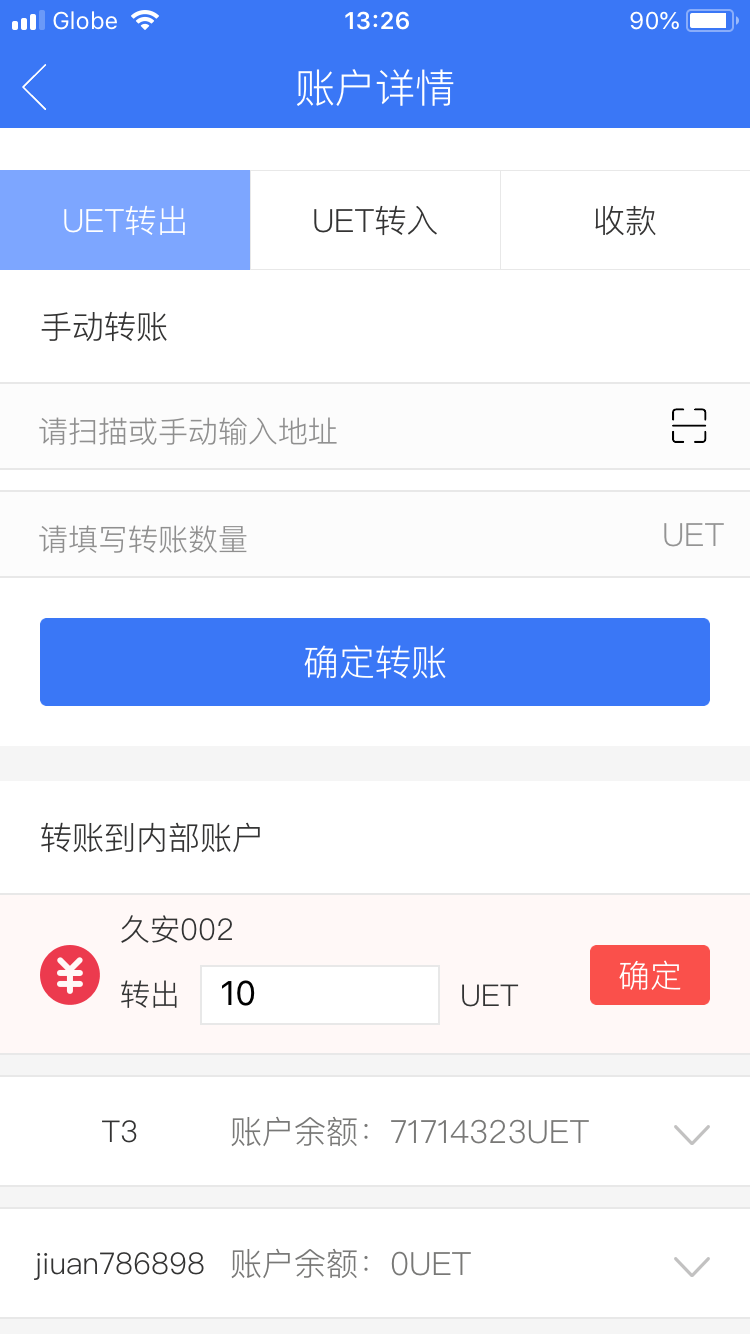 Globe 13:26 90%
账户详情
UET转出 UET转入 收款
手动转账
请扫描或手动输入地址
请填写转账数量 UET
确定转账
转账到内部账户
久安002
转出 10 UET 确定
T3 账户余额：71714323UET
jiuan786898 账户余额：0UET